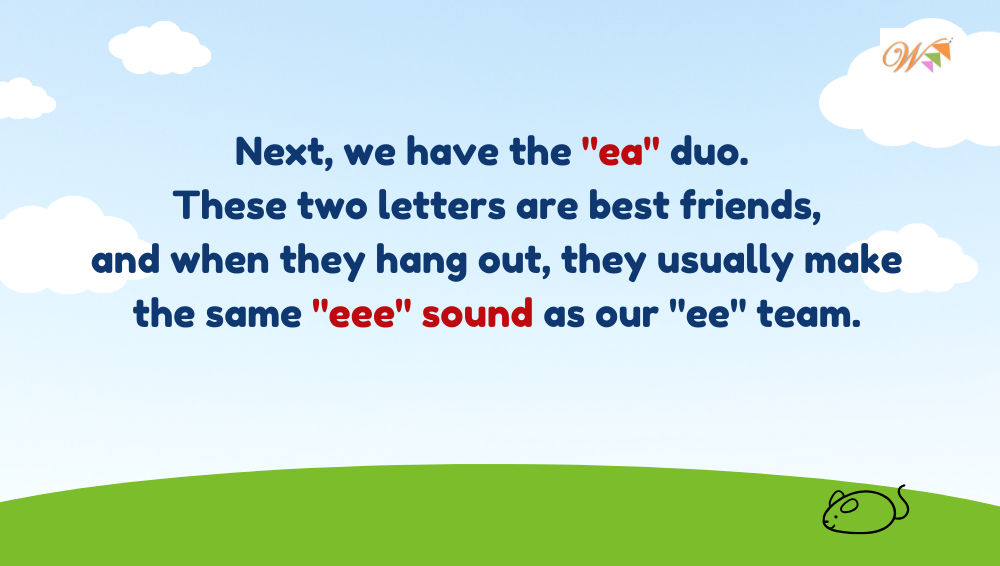 W
Next, we have the "ea" duo.
These two letters are best friends,
and when they hang out, they usually make
the same "eee" sound as our "ee" team.